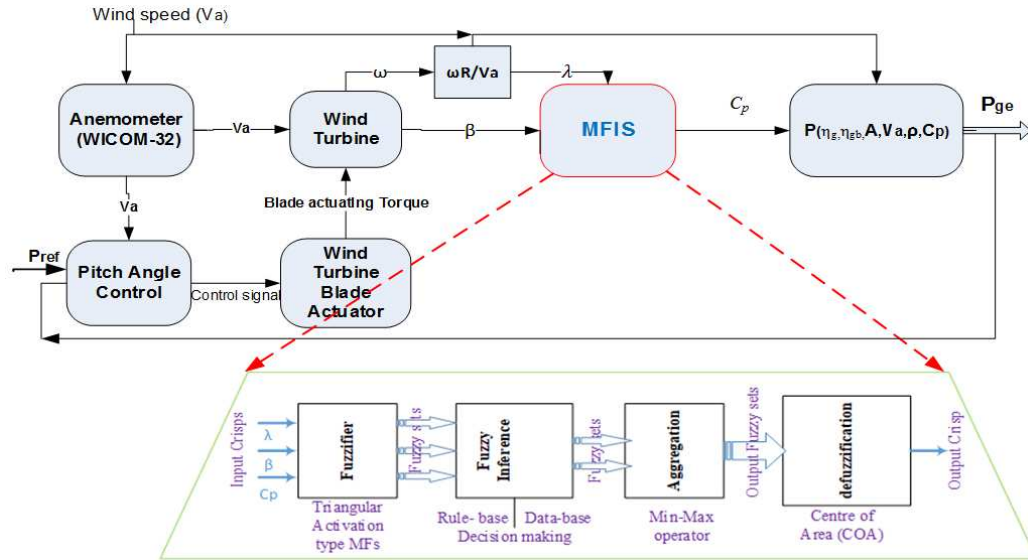 Wind speed (Va)
ω
ωR/Va
λ
Anemometer
(WICOM-32)
Va
Wind
Turbine
β
MFIS
Cp
P(ηg,ηgb,A,Va,ρ,Cp)
Pge
Va
Blade actuating Torque
Pref
Pitch Angle
Control
Control signal
Wind
Turbine
Blade
Actuator
Input Crisps
λ
β
Cp
Fuzzifier
Fuzzy sets
Fuzzy
Inference
Fuzzy sets
Aggregation
Output Fuzzy sets
defuzzification
Output Crisp
Triangular
Activation
type MFs
Rule- base
Data-base
Decision making
Min-Max
operator
Centre of
Area (COA)